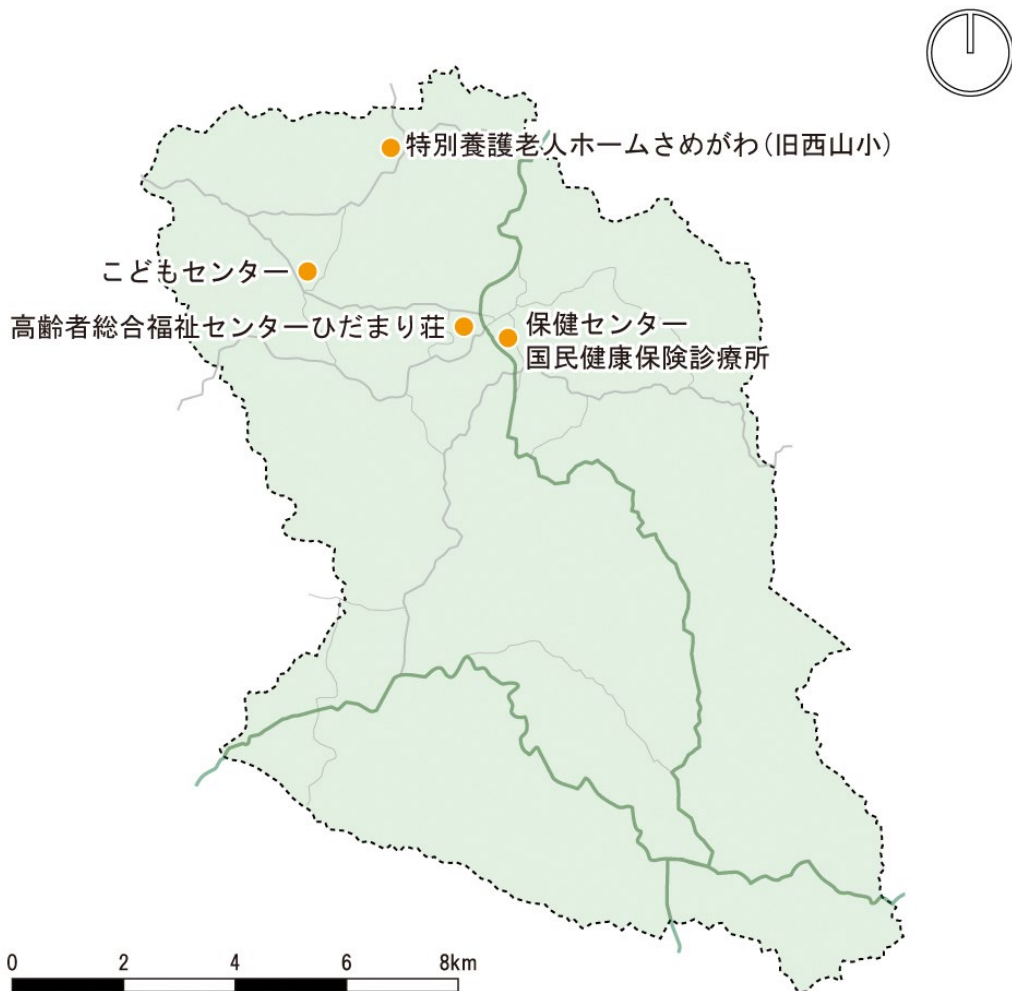 特別養護老人ホームさめがわ(旧西山小)
こどもセンター
高齢者総合福祉センターひだまり荘
保健センター
国民健康保険診療所
0 2 4 6 8km